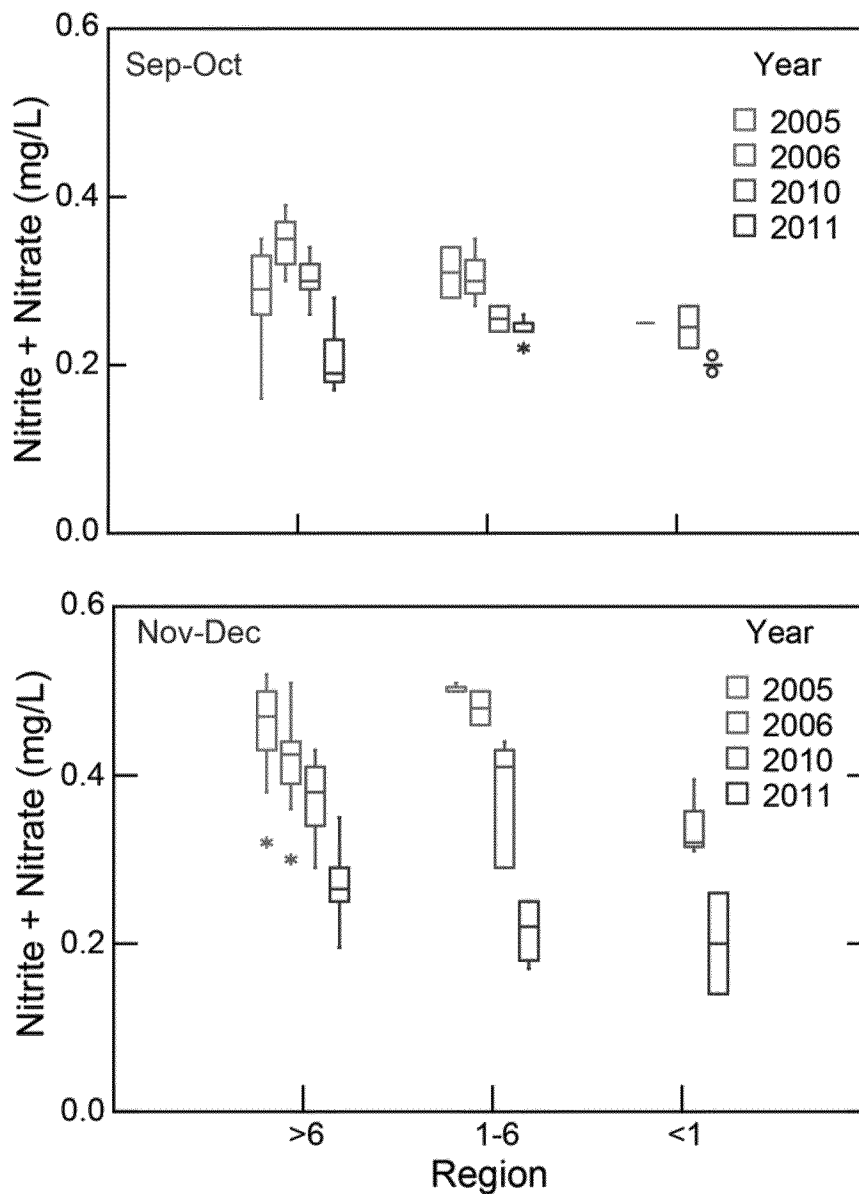 0.6
Sep-Oct
Year
2005
2006
2010
2011
0.4
0.2
0.0
Nitrite + Nitrate (mg/L)
0.6
Nov-Dec
Year
2005
2006
2010
2011
0.4
0.2
0.0
Nitrite + Nitrate (mg/L)
>6 1-6 <1
Region